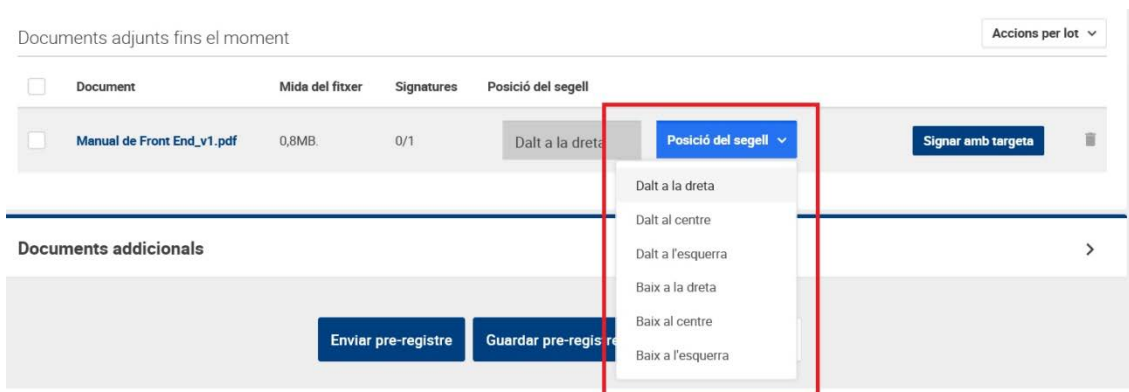 Documents adjunts fins el moment
Accions per lot
Document Mida del fitxer Signatures Posició del segell
Manual de Front End_v1.pdf 0,8MB. 0/1 Dalt a la dreta Posició del segell Signar amb targeta
Dalt a la dreta
Dalt al centre
Documents addicionals
Dalt a l'esquerra
Baix a la dreta
Baix al centre
Enviar pre-registre Guardar pre-registre
Baix a l'esquerra